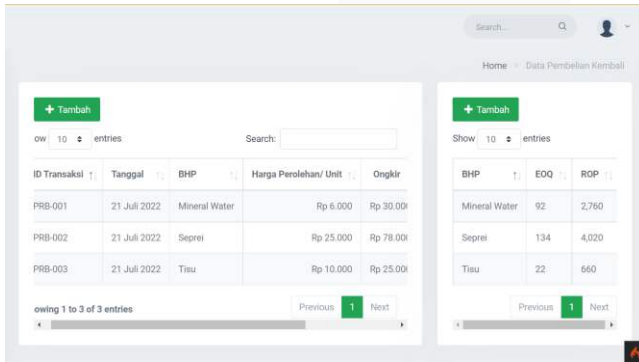 Search...
Home Data Pembelian Kembali
+ Tambah
ow 10 entries Search:
ID Transaksi Tanggal BHP Harga Perolehan/ Unit Ongkir
PRB-001 21 Juli 2022 Mineral Water Rp 6.000 Rp 30.000
PRB-002 21 Juli 2022 Seprei Rp 25.000 Rp 78.000
PRB-003 21 Juli 2022 Tisu Rp 10.000 Rp 25.000
owing 1 to 3 of 3 entries Previous 1 Next
+ Tambah
Show 10 entries
BHP EOQ ROP
Mineral Water 92 2,760
Seprei 134 4,020
Tisu 22 660
Previous 1 Next